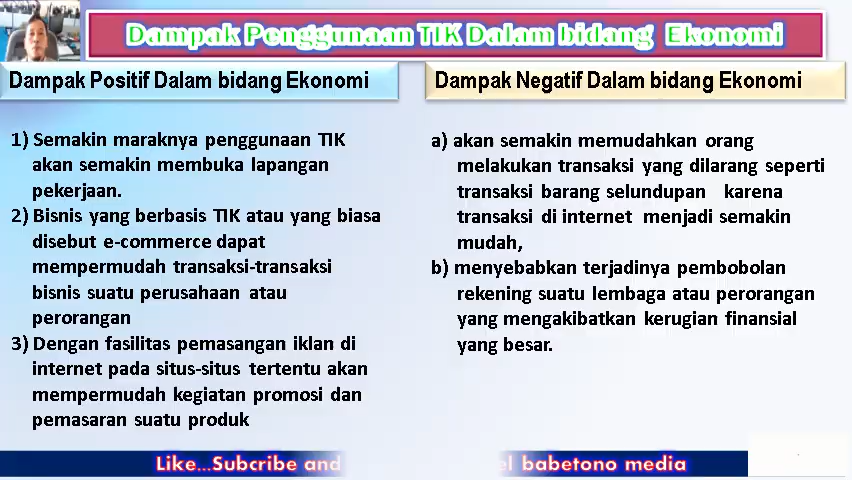 Dampak Penggunaan TIK Dalam bidang Ekonomi
Dampak Positif Dalam bidang Ekonomi
1) Semakin maraknya penggunaan TIK
akan semakin membuka lapangan
pekerjaan.
2) Bisnis yang berbasis TIK atau yang biasa
disebut e-commerce dapat
mempermudah transaksi-transaksi
bisnis suatu perusahaan atau
perorangan
3) Dengan fasilitas pemasangan iklan di
internet pada situs-situs tertentu akan
mempermudah kegiatan promosi dan
pemasaran suatu produk
Dampak Negatif Dalam bidang Ekonomi
a) akan semakin memudahkan orang
melakukan transaksi yang dilarang seperti
transaksi barang selundupan karena
transaksi di internet menjadi semakin
mudah,
b) menyebabkan terjadinya pembobolan
rekening suatu lembaga atau perorangan
yang mengakibatkan kerugian finansial
yang besar.
Like...Subcribe and babetono media